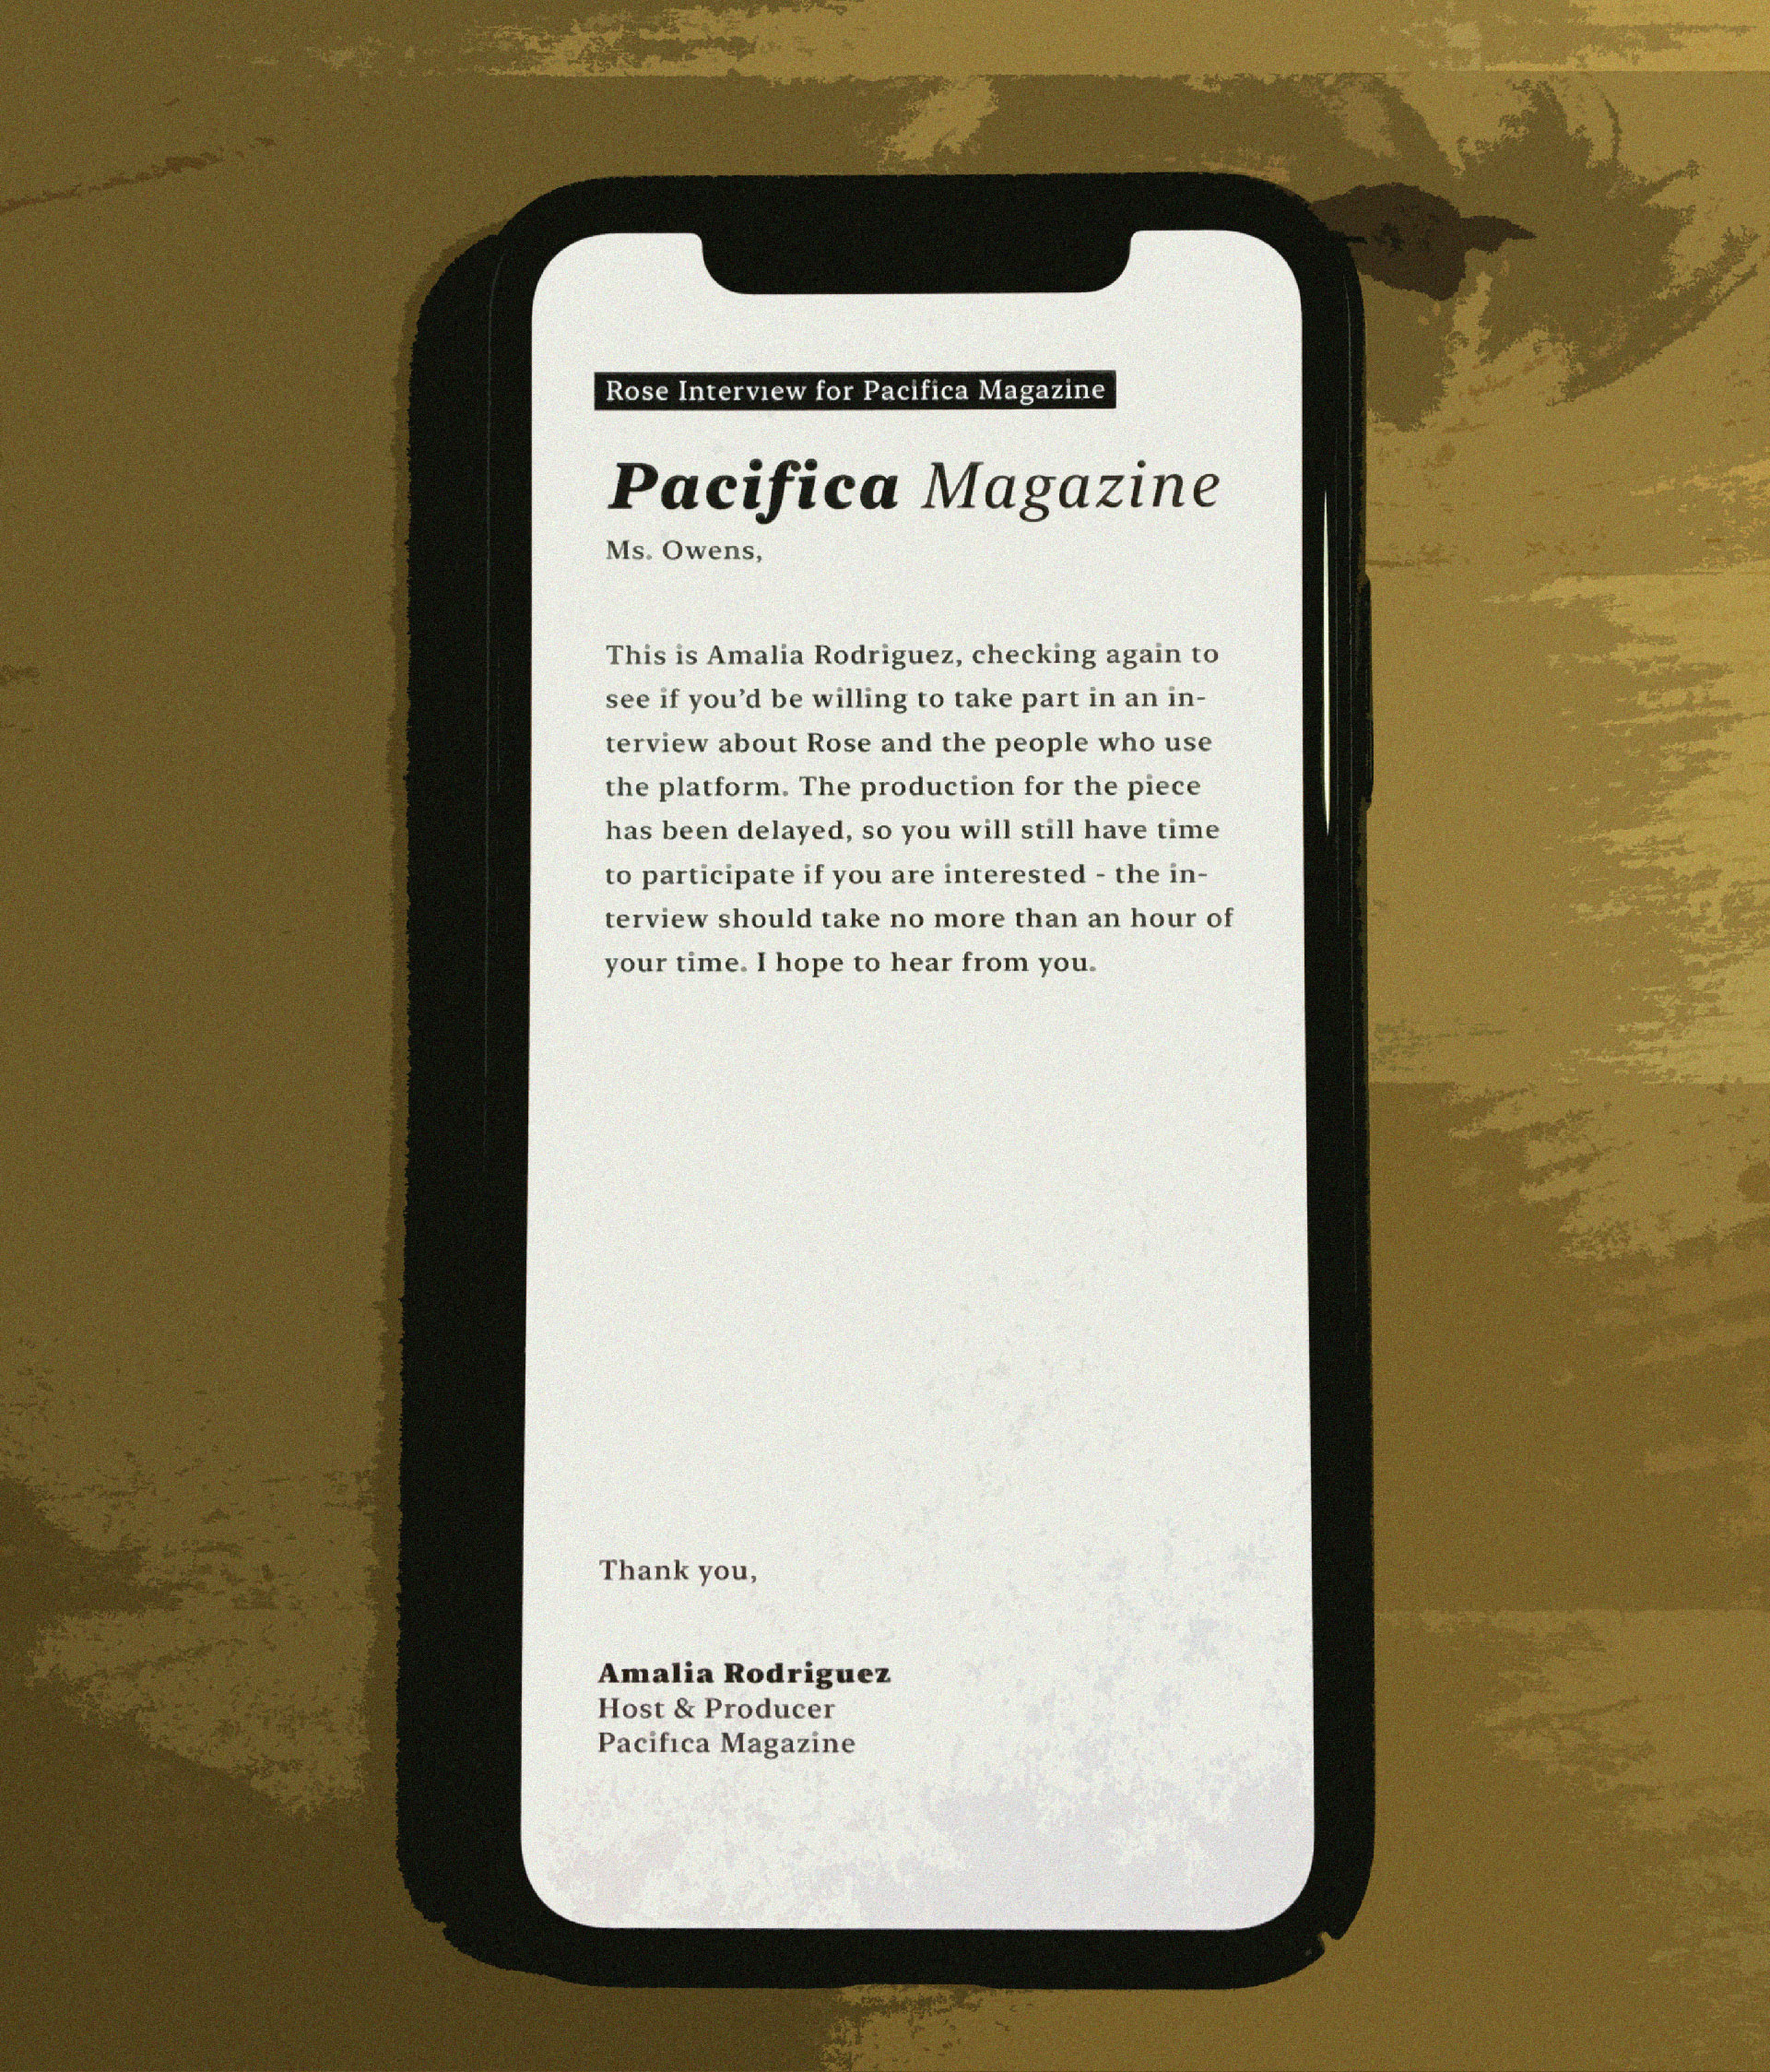 Rose Interview for Pacifica Magazine
Pacifica Magazine
Ms. Owens,
This is Amalia Rodriguez, checking again to
see if you’d be willing to take part in an in-
terview about Rose and the people who use
the platform. The production for the piece
has been delayed, so you will still have time
to participate if you are interested - the in-
terview should take no more than an hour of
your time. I hope to hear from you.
Thank you,
Amalia Rodriguez
Host & Producer
Pacifica Magazine